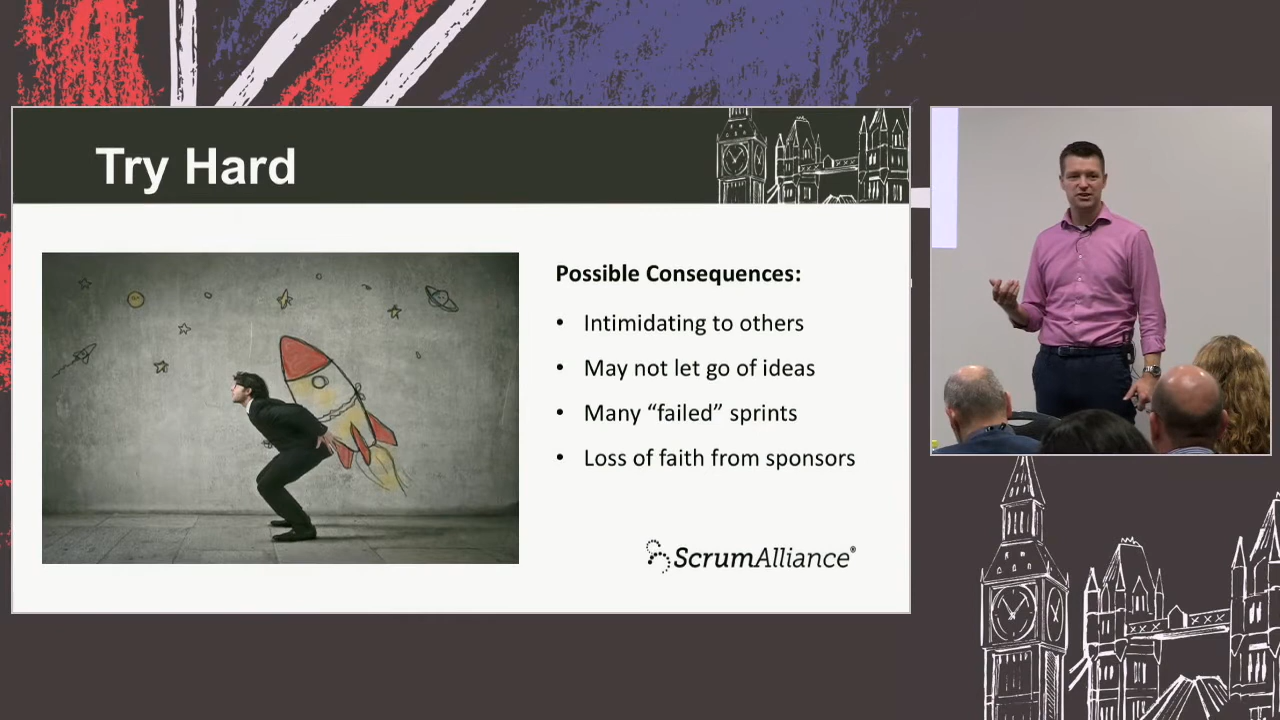 Try Hard
Possible Consequences:
• Intimidating to others
• May not let go of ideas
• Many “failed” sprints
• Loss of faith from sponsors
ScrumAlliance®